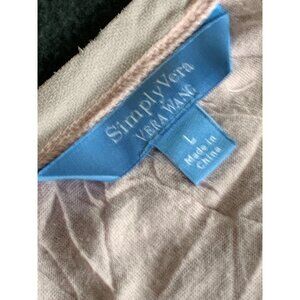 Simply Vera
VERA WANG
L
Made in
China